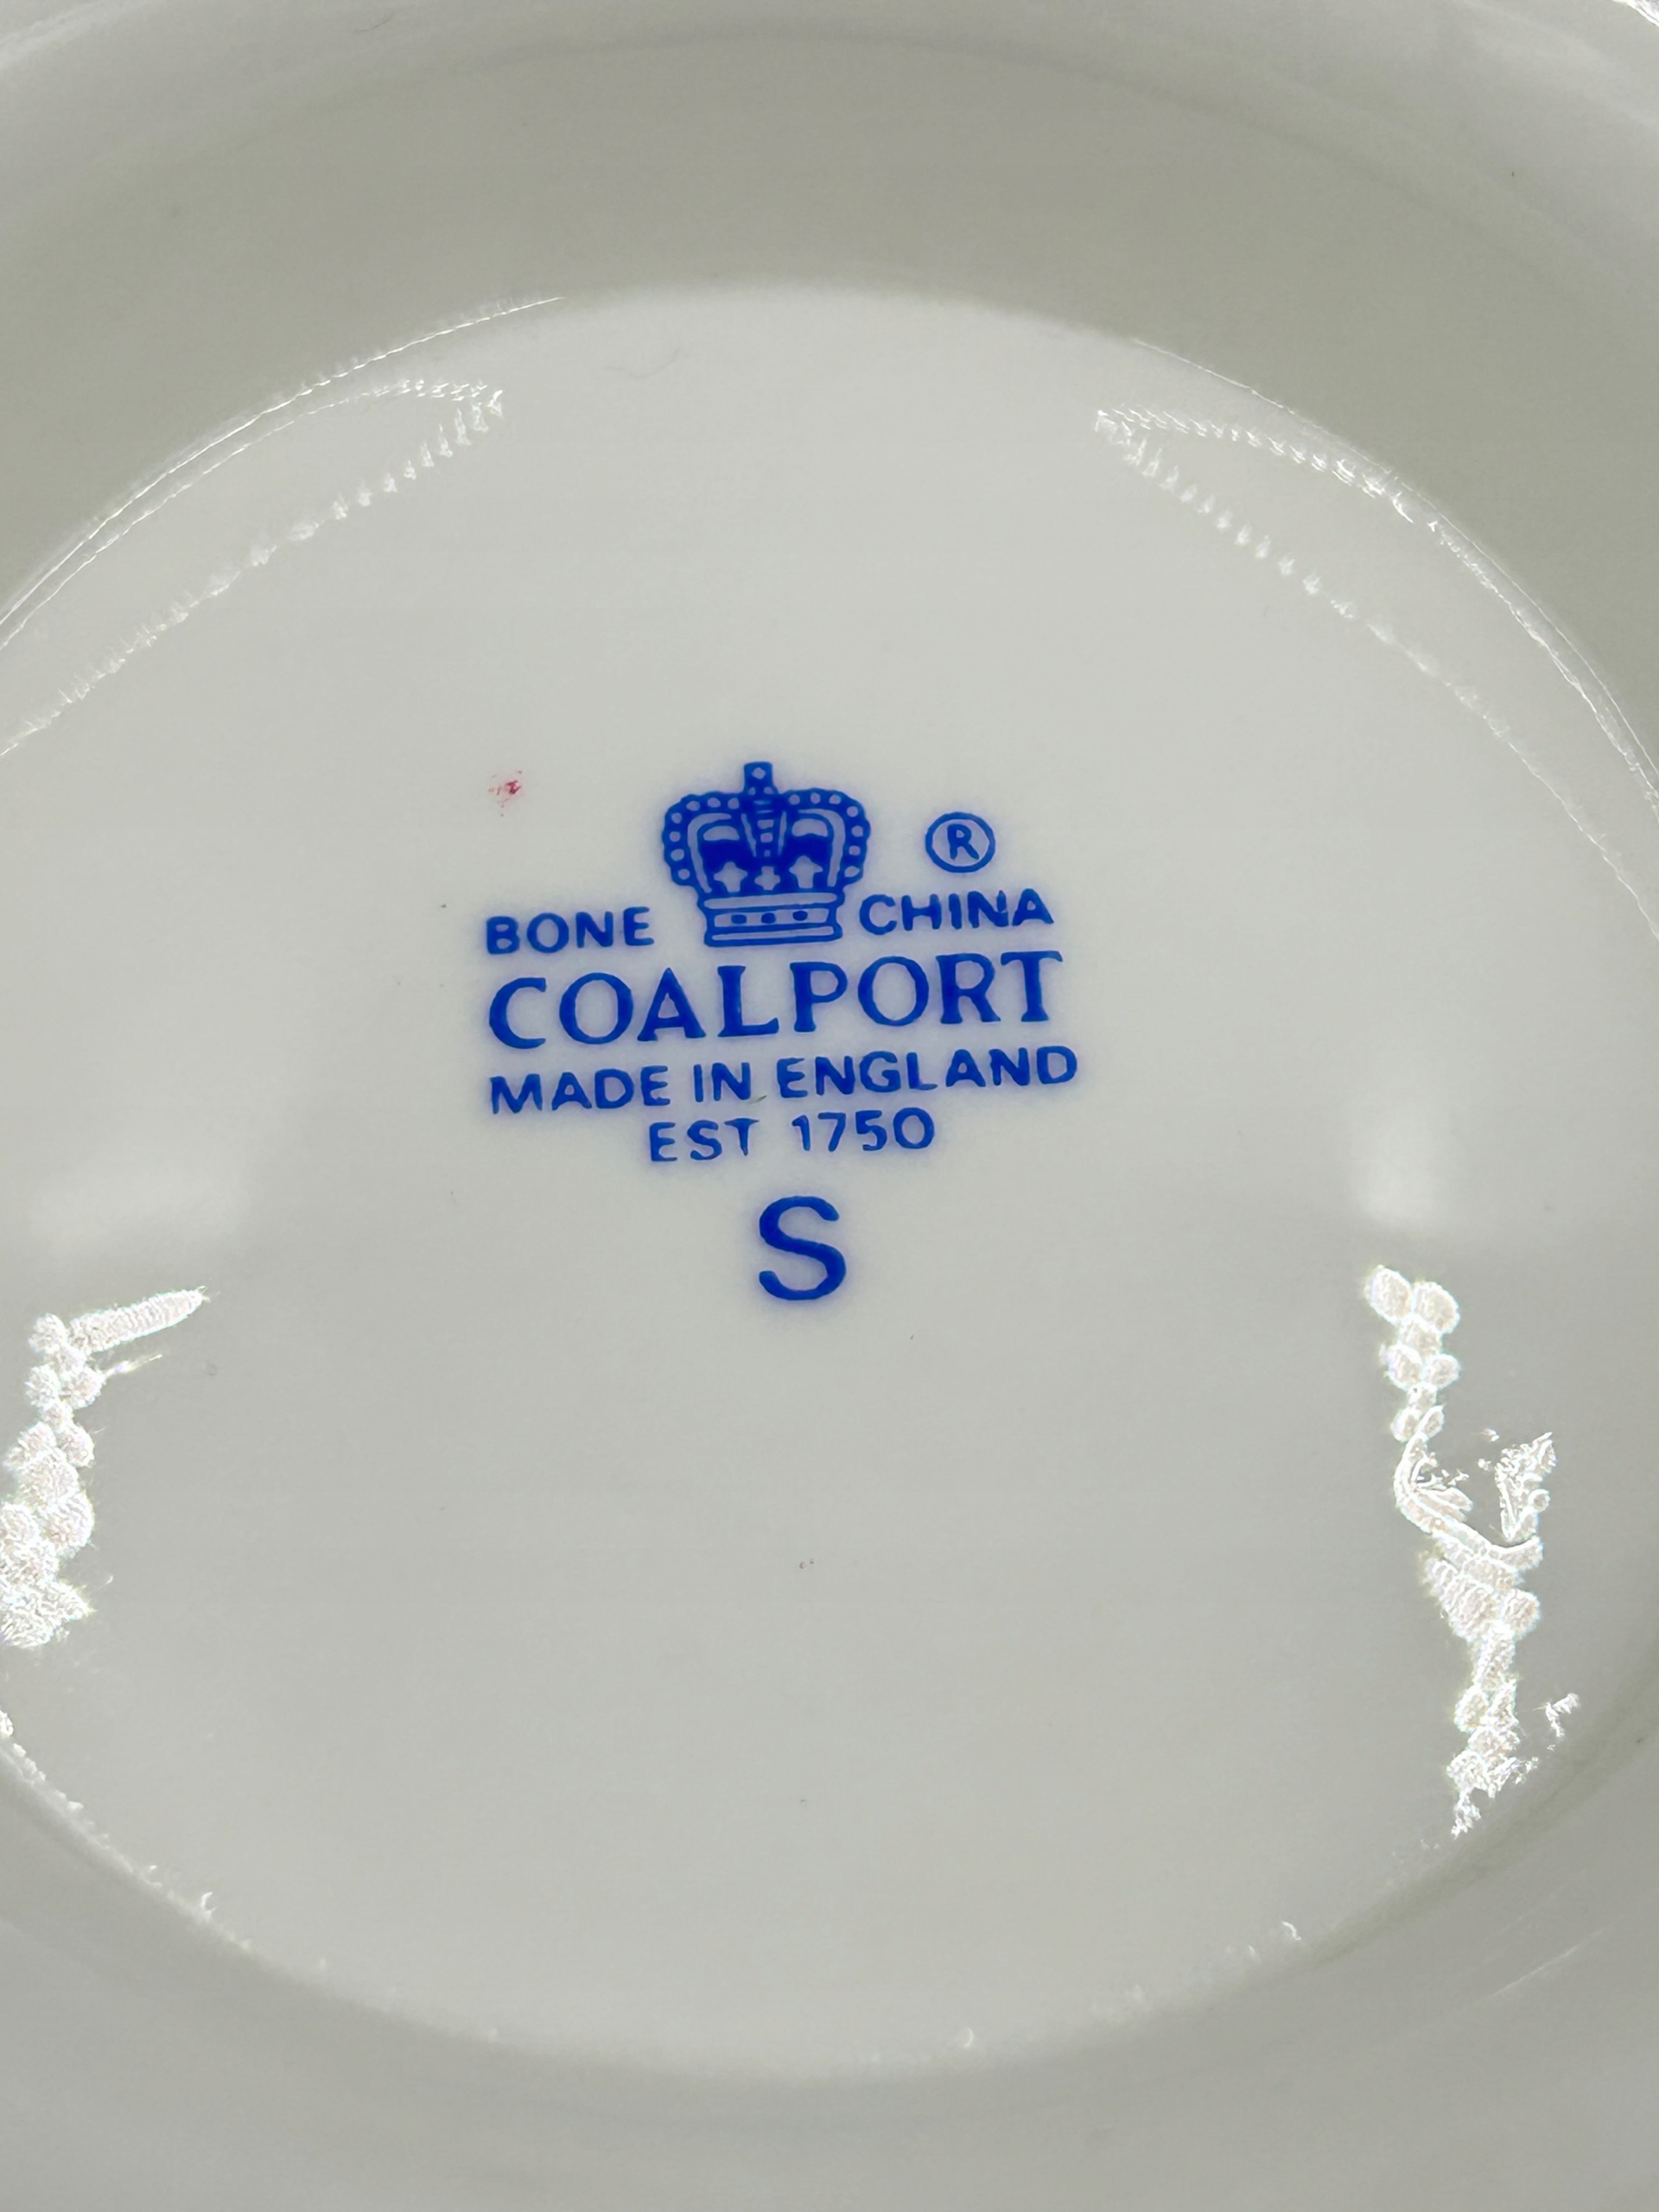 ®
BONE CHINA
COALPORT
MADE IN ENGLAND
EST 1750
S